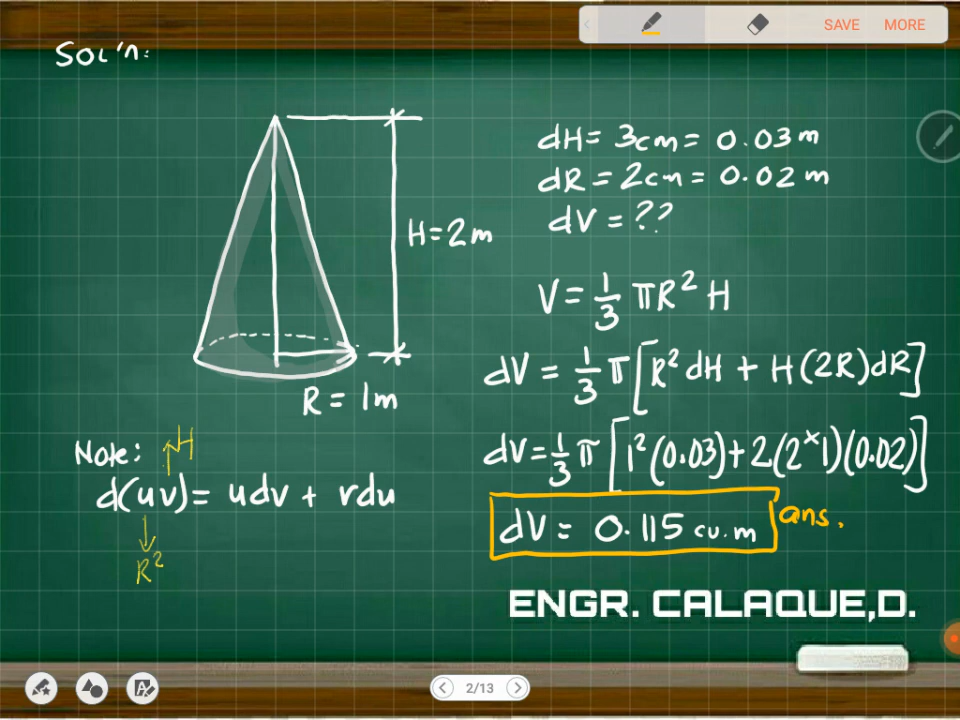 SAVE MORE
Sol'n:
dH = 3cm = 0.03 m
dR = 2cm = 0.02 m
dV = ??
H = 2m
V = 1/3 πR² H
dV = 1/3 π [R² dH + H (2R) dR]
R = 1m
dV = 1/3 π [1² (0.03) + 2 (2×1)(0.02)]
Note: H
d(uv) = udv + vdu
R²
dV = 0.115 cu.m ans.
ENGR. CALAQUE,D.
2/13